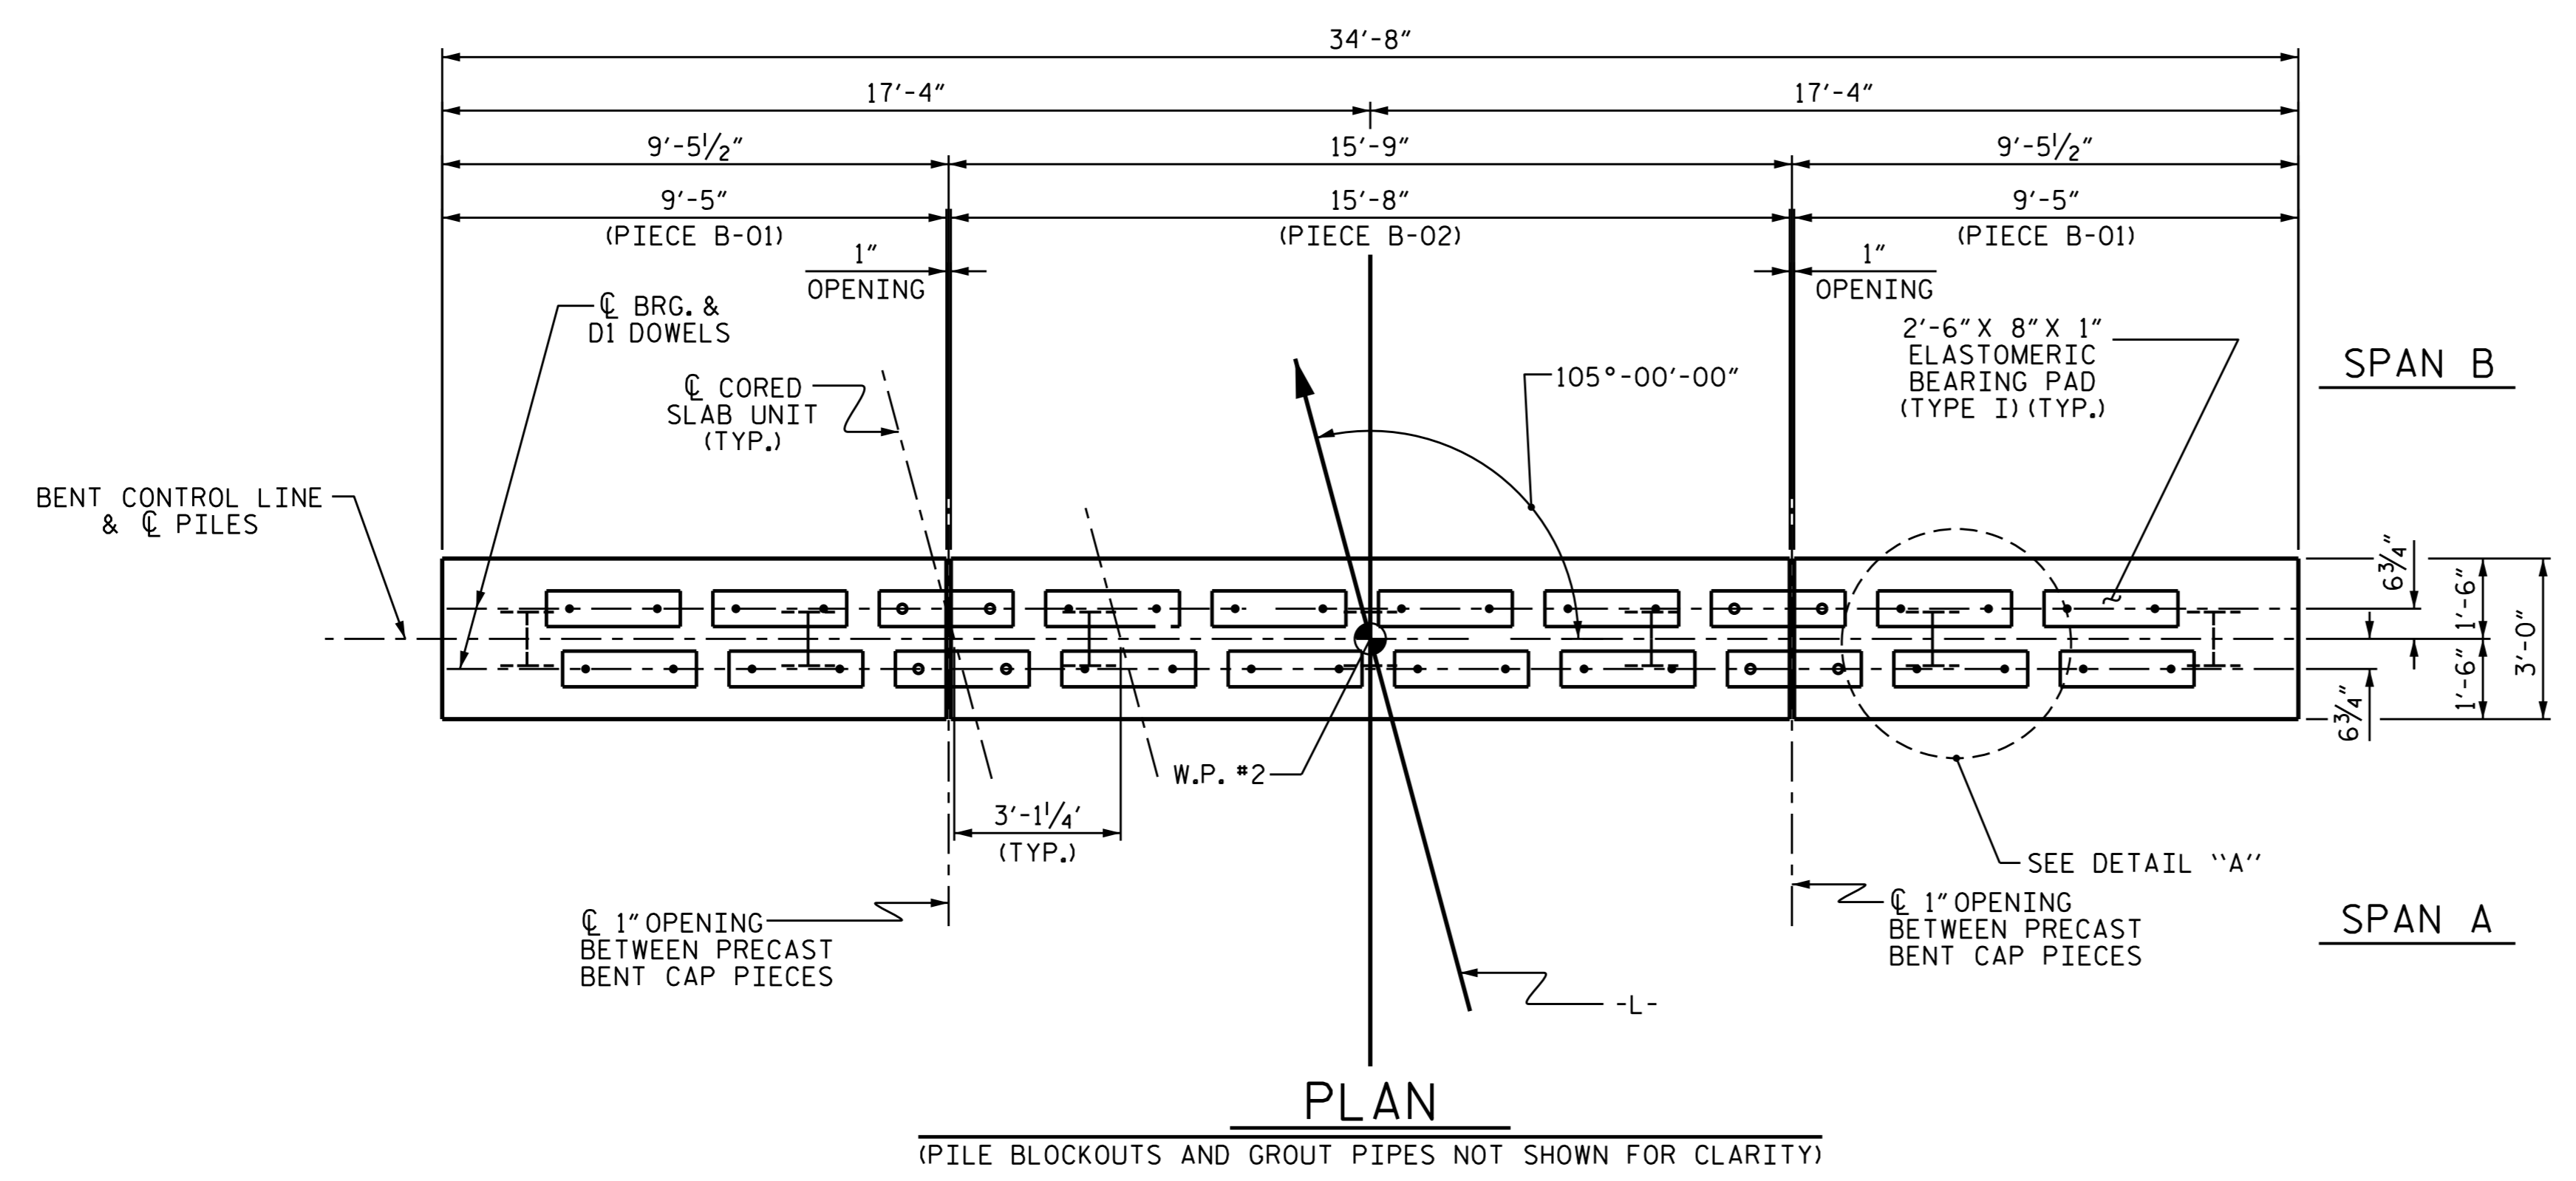 34'-8"
17'-4" 17'-4"
9'-5½" 15'-9" 9'-5½"
9'-5" 15'-8" 9'-5"
(PIECE B-01) (PIECE B-02) (PIECE B-01)
1"
OPENING
1"
OPENING
℄ BRG. &
D1 DOWELS
℄ CORED
SLAB UNIT
(TYP.)
105°-00'-00"
2'-6" X 8" X 1"
ELASTOMERIC
BEARING PAD
(TYPE I)(TYP.)
SPAN B
BENT CONTROL LINE
& ℄ PILES
6¾"
1'-6"
3'-0"
1'-6"
6¾"
W.P. #2
3'-1¼'
(TYP.)
SEE DETAIL ‵‵A''
℄ 1" OPENING
BETWEEN PRECAST
BENT CAP PIECES
℄ 1" OPENING
BETWEEN PRECAST
BENT CAP PIECES
SPAN A
-L-
PLAN
(PILE BLOCKOUTS AND GROUT PIPES NOT SHOWN FOR CLARITY)